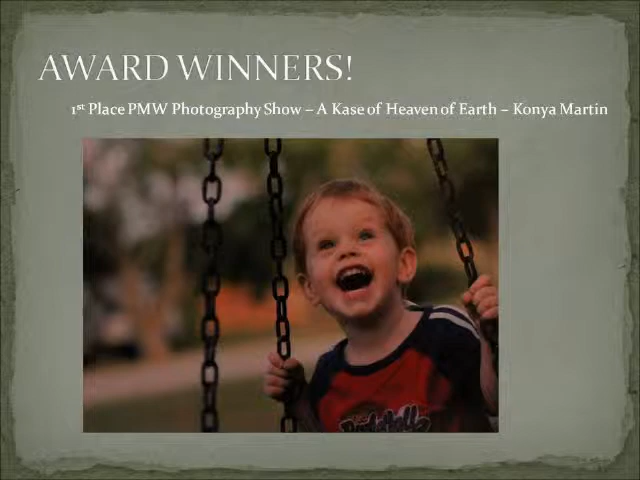 AWARD WINNERS!
1st Place PMW Photography Show – A Kase of Heaven of Earth – Konya Martin